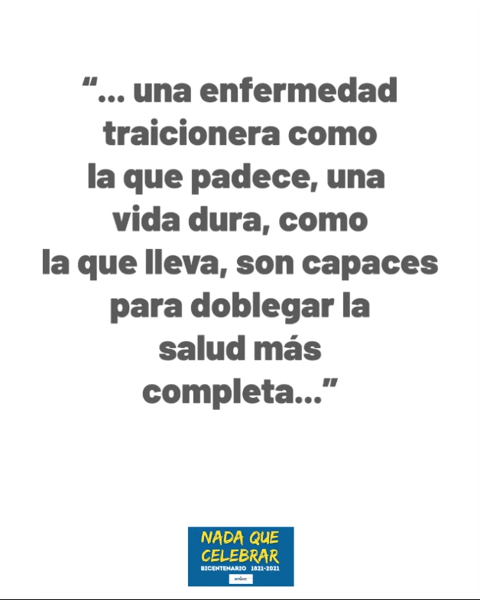 “... una enfermedad
traicionera como
la que padece, una
vida dura, como
la que lleva, son capaces
para doblegar la
salud más
completa...”
NADA QUE
CELEBRAR
BICENTENARIO 1821-2021